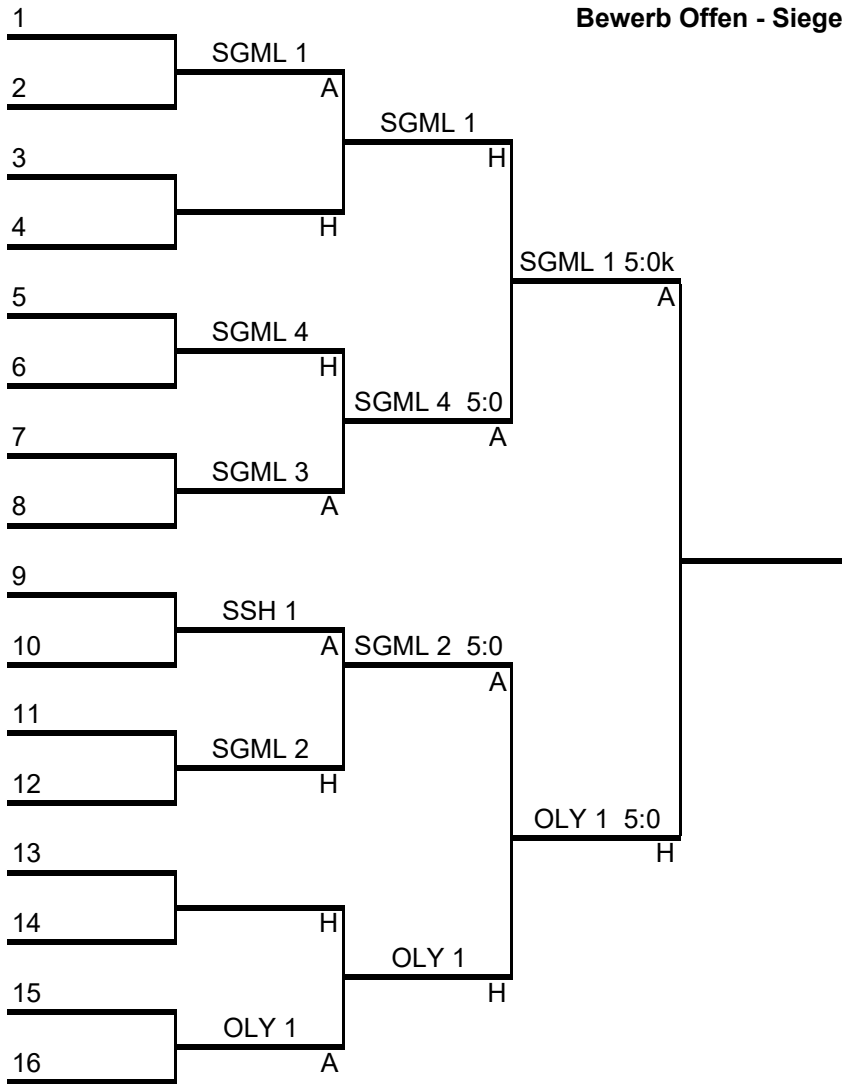 Bewerb Offen - Siege
1
SGML 1
2
A
SGML 1
3
H
4
H
SGML 1 5:0k
A
5
SGML 4
6
H
SGML 4 5:0
7
A
SGML 3
8
A
9
SSH 1
10
A
SGML 2 5:0
A
11
SGML 2
12
H
OLY 1 5:0
13
H
14
H
OLY 1
15
H
OLY 1
16
A